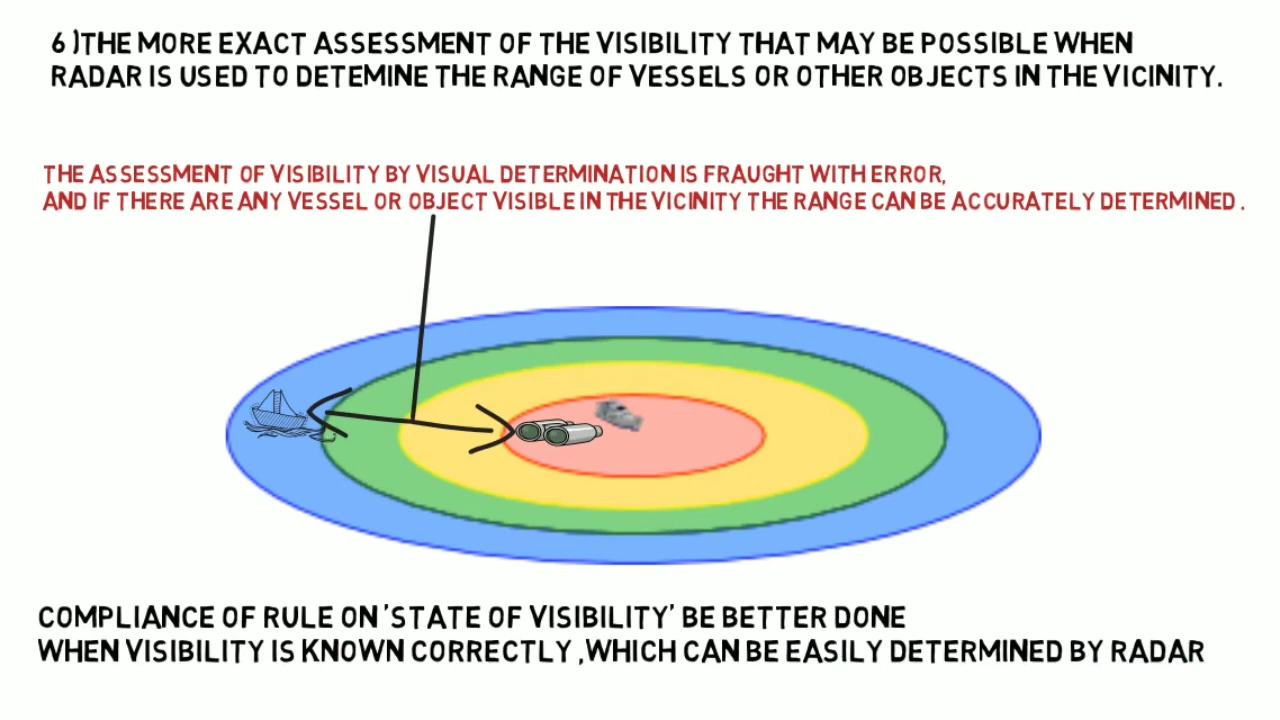 6 )THE MORE EXACT ASSESSMENT OF THE VISIBILITY THAT MAY BE POSSIBLE WHEN
RADAR IS USED TO DETEMINE THE RANGE OF VESSELS OR OTHER OBJECTS IN THE VICINITY.
THE ASSESSMENT OF VISIBILITY BY VISUAL DETERMINATION IS FRAUGHT WITH ERROR,
AND IF THERE ARE ANY VESSEL OR OBJECT VISIBLE IN THE VICINITY THE RANGE CAN BE ACCURATELY DETERMINED .
COMPLIANCE OF RULE ON 'STATE OF VISIBILITY' BE BETTER DONE
WHEN VISIBILITY IS KNOWN CORRECTLY ,WHICH CAN BE EASILY DETERMINED BY RADAR